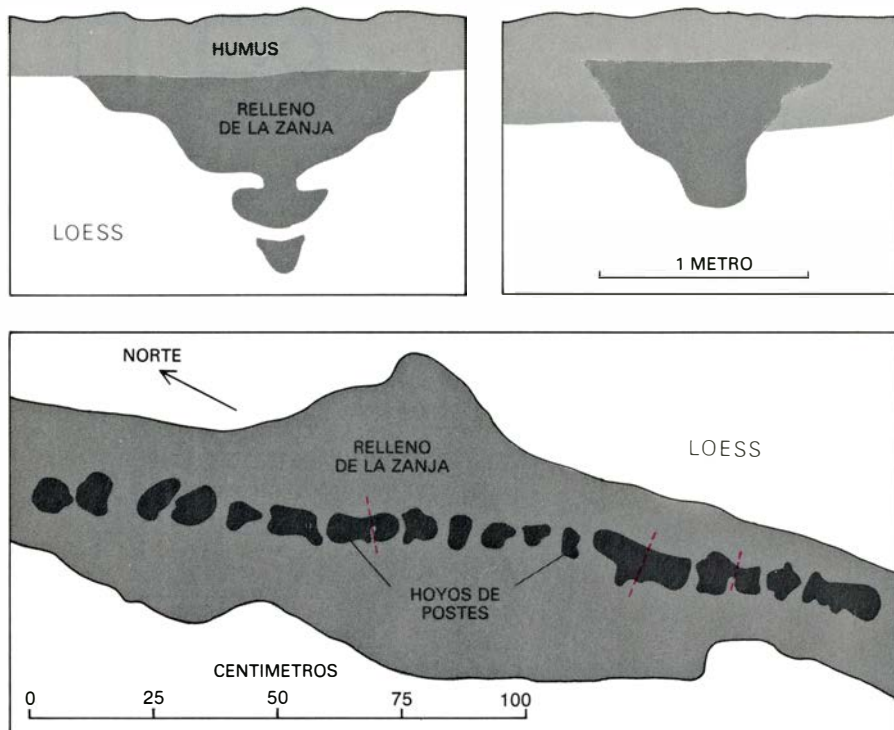 HUMUS
RELLENO
DE LA ZANJA
LOESS
1 METRO
NORTE
RELLENO
DE LA ZANJA
LOESS
HOYOS DE
POSTES
CENTIMETROS
0 25 50 75 100